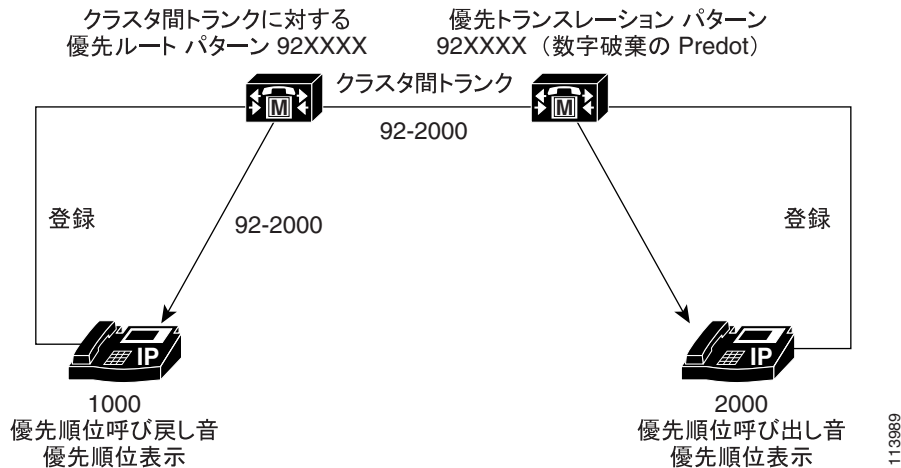 クラスタ間トランクに対する
優先ルート パターン 92XXXX
優先トランスレーション パターン
92XXXX（数字破棄の Predot）
M
クラスタ間トランク
M
92-2000
登録
92-2000
登録
IP
IP
1000
優先順位呼び戻し音
優先順位表示
2000
優先順位呼び出し音
優先順位表示
113989